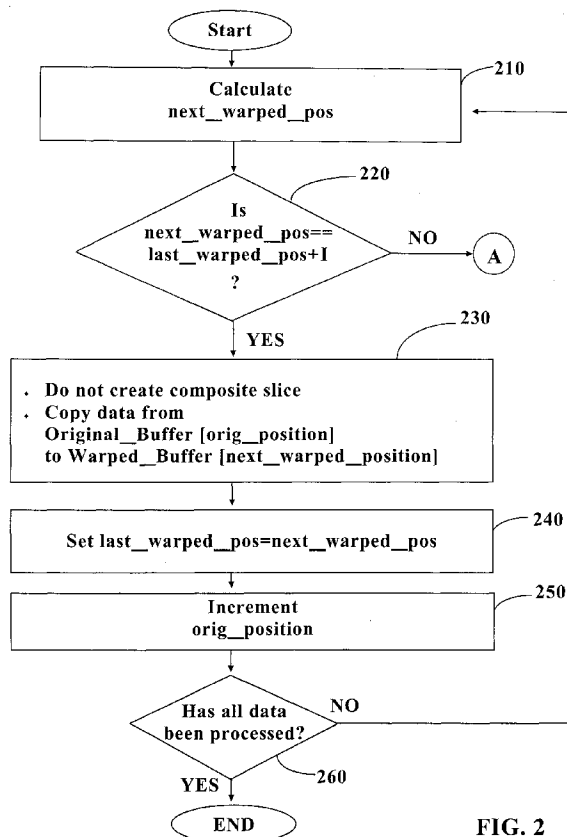 Start
210
Calculate
next_warped_pos
220
Is
next_warped_pos==
last_warped_pos+I
?
NO
A
YES
230
• Do not create composite slice
• Copy data from
Original_Buffer [orig_position]
to Warped_Buffer [next_warped_position]
240
Set last_warped_pos=next_warped_pos
250
Increment
orig_position
NO
Has all data
been processed?
260
YES
END
FIG. 2